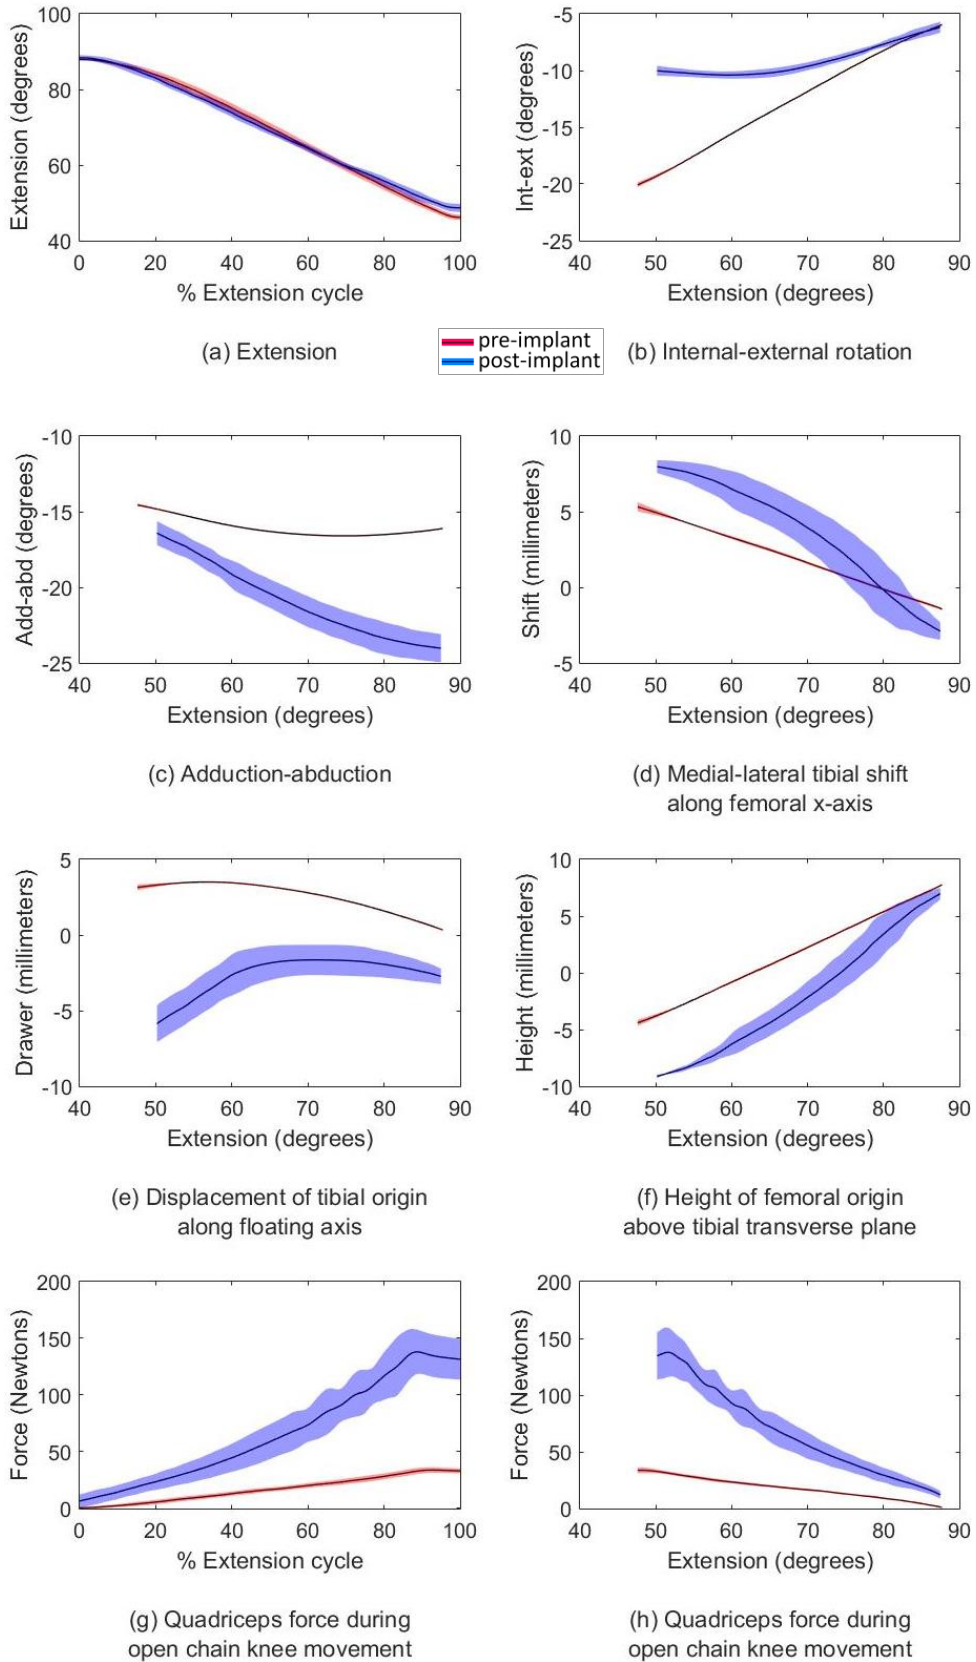 100
80
60
40
0
20
40
60
80
100
Extension (degrees)
% Extension cycle
(a) Extension
-5
-10
-15
-20
-25
40
50
60
70
80
90
Int-ext (degrees)
Extension (degrees)
(b) Internal-external rotation
pre-implant
post-implant
-10
-15
-20
-25
40
50
60
70
80
90
Add-abd (degrees)
Extension (degrees)
(c) Adduction-abduction
10
5
0
-5
40
50
60
70
80
90
Shift (millimeters)
Extension (degrees)
(d) Medial-lateral tibial shift
along femoral x-axis
5
0
-5
-10
40
50
60
70
80
90
Drawer (millimeters)
Extension (degrees)
(e) Displacement of tibial origin
along floating axis
10
5
0
-5
-10
40
50
60
70
80
90
Height (millimeters)
Extension (degrees)
(f) Height of femoral origin
above tibial transverse plane
200
150
100
50
0
0
20
40
60
80
100
Force (Newtons)
% Extension cycle
(g) Quadriceps force during
open chain knee movement
200
150
100
50
0
40
50
60
70
80
90
Force (Newtons)
Extension (degrees)
(h) Quadriceps force during
open chain knee movement